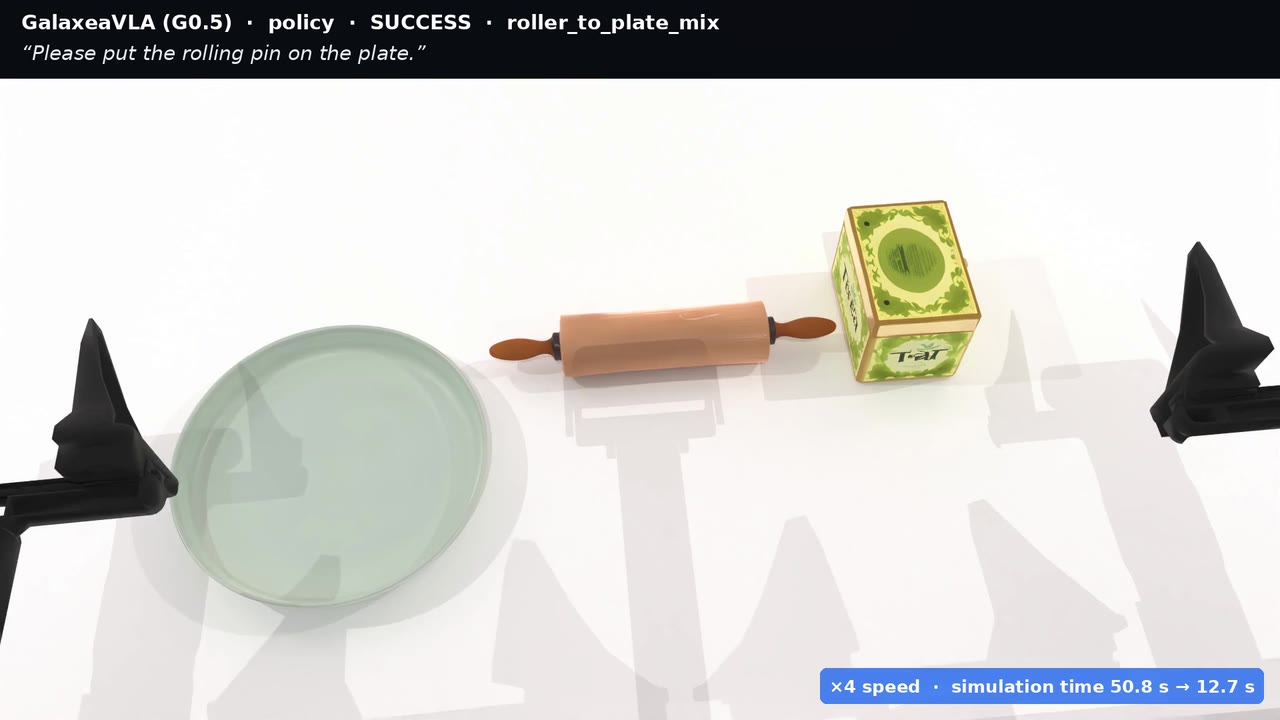 GalaxeaVLA (G0.5)  ·  policy  ·  SUCCESS  ·  roller_to_plate_mix
“Please put the rolling pin on the plate.”
×4 speed  ·  simulation time 50.8 s → 12.7 s